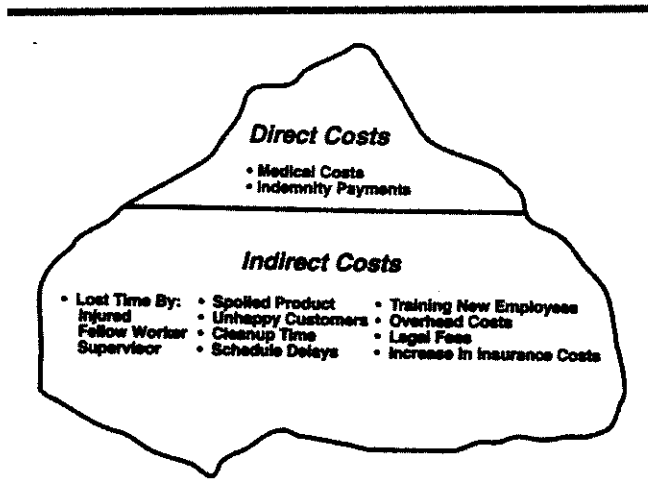 Direct Costs
• Medical Costs
• Indemnity Payments
Indirect Costs
• Lost Time By:
Injured
Fellow Worker
Supervisor
• Spoiled Product
• Unhappy Customers
• Cleanup Time
• Schedule Delays
• Training New Employees
• Overhead Costs
• Legal Fees
• Increase In Insurance Costs